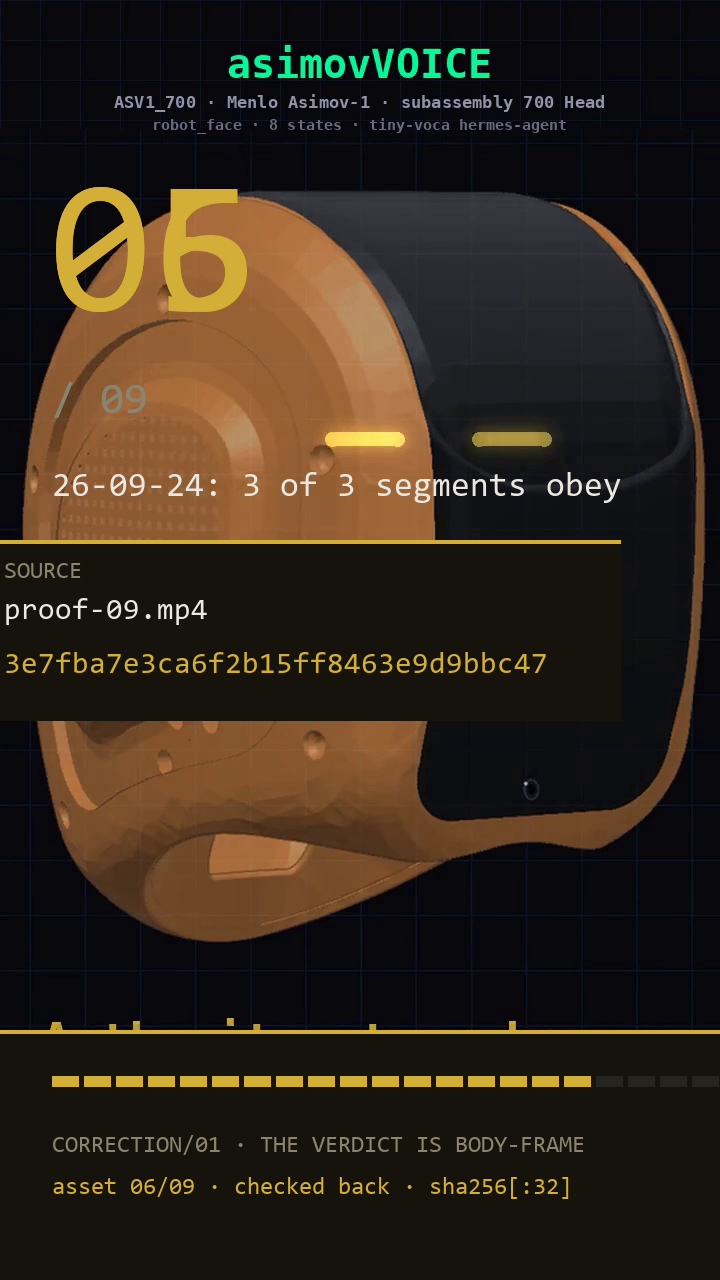 asimovVOICE
ASV1_700 · Menlo Asimov-1 · subassembly 700 Head
robot_face · 8 states · tiny-voca hermes-agent
06
/ 09
26-09-24: 3 of 3 segments obey
SOURCE
proof-09.mp4
3e7fba7e3ca6f2b15ff8463e9d9bbc47
CORRECTION/01 · THE VERDICT IS BODY-FRAME
asset 06/09 · checked back · sha256[:32]